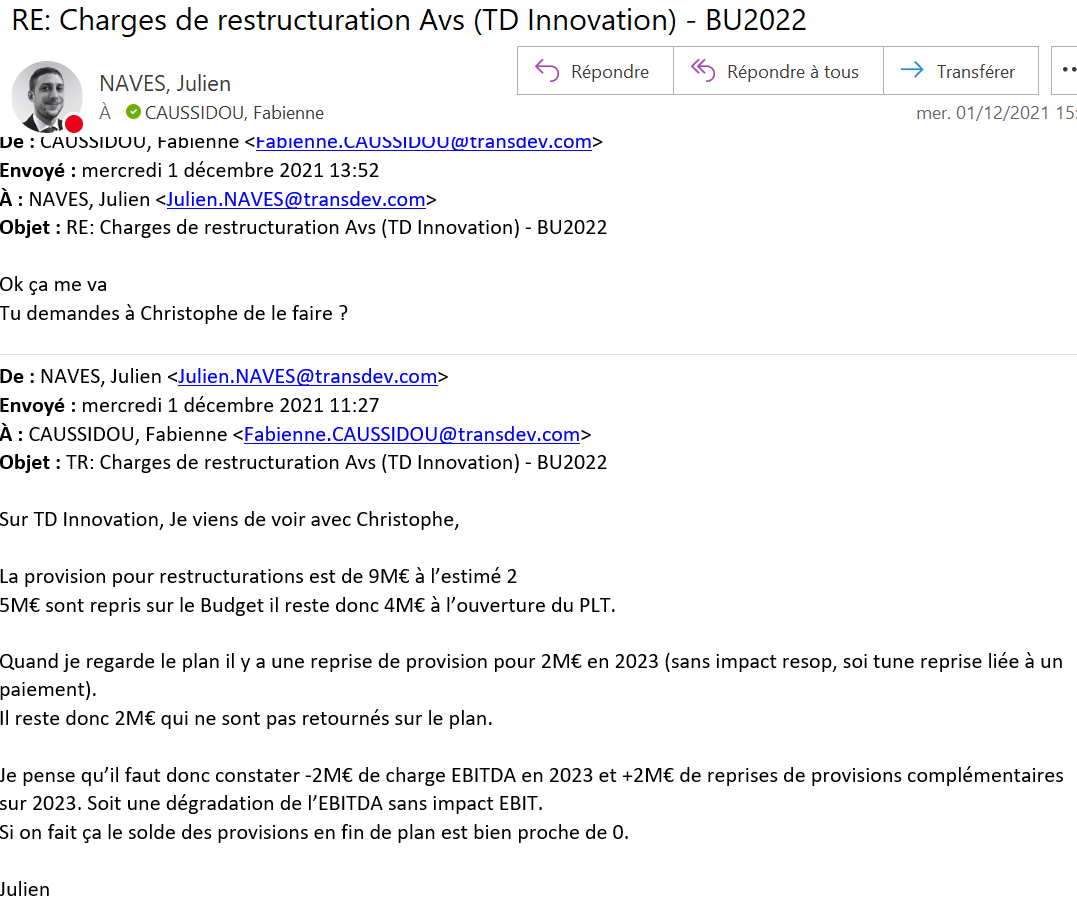 RE: Charges de restructuration Avs (TD Innovation) - BU2022
NAVES, Julien
À CAUSSIDOU, Fabienne
Répondre
Répondre à tous
Transférer
mer. 01/12/2021 15:
De : CAUSSIDOU, Fabienne <Fabienne.CAUSSIDOU@transdev.com>
Envoyé : mercredi 1 décembre 2021 13:52
À : NAVES, Julien <Julien.NAVES@transdev.com>
Objet : RE: Charges de restructuration Avs (TD Innovation) - BU2022
Ok ça me va
Tu demandes à Christophe de le faire ?
De : NAVES, Julien <Julien.NAVES@transdev.com>
Envoyé : mercredi 1 décembre 2021 11:27
À : CAUSSIDOU, Fabienne <Fabienne.CAUSSIDOU@transdev.com>
Objet : TR: Charges de restructuration Avs (TD Innovation) - BU2022
Sur TD Innovation, Je viens de voir avec Christophe,
La provision pour restructurations est de 9M€ à l’estimé 2
5M€ sont repris sur le Budget il reste donc 4M€ à l’ouverture du PLT.
Quand je regarde le plan il y a une reprise de provision pour 2M€ en 2023 (sans impact resop, soi tune reprise liée à un
paiement).
Il reste donc 2M€ qui ne sont pas retournés sur le plan.
Je pense qu’il faut donc constater -2M€ de charge EBITDA en 2023 et +2M€ de reprises de provisions complémentaires
sur 2023. Soit une dégradation de l’EBITDA sans impact EBIT.
Si on fait ça le solde des provisions en fin de plan est bien proche de 0.
Julien